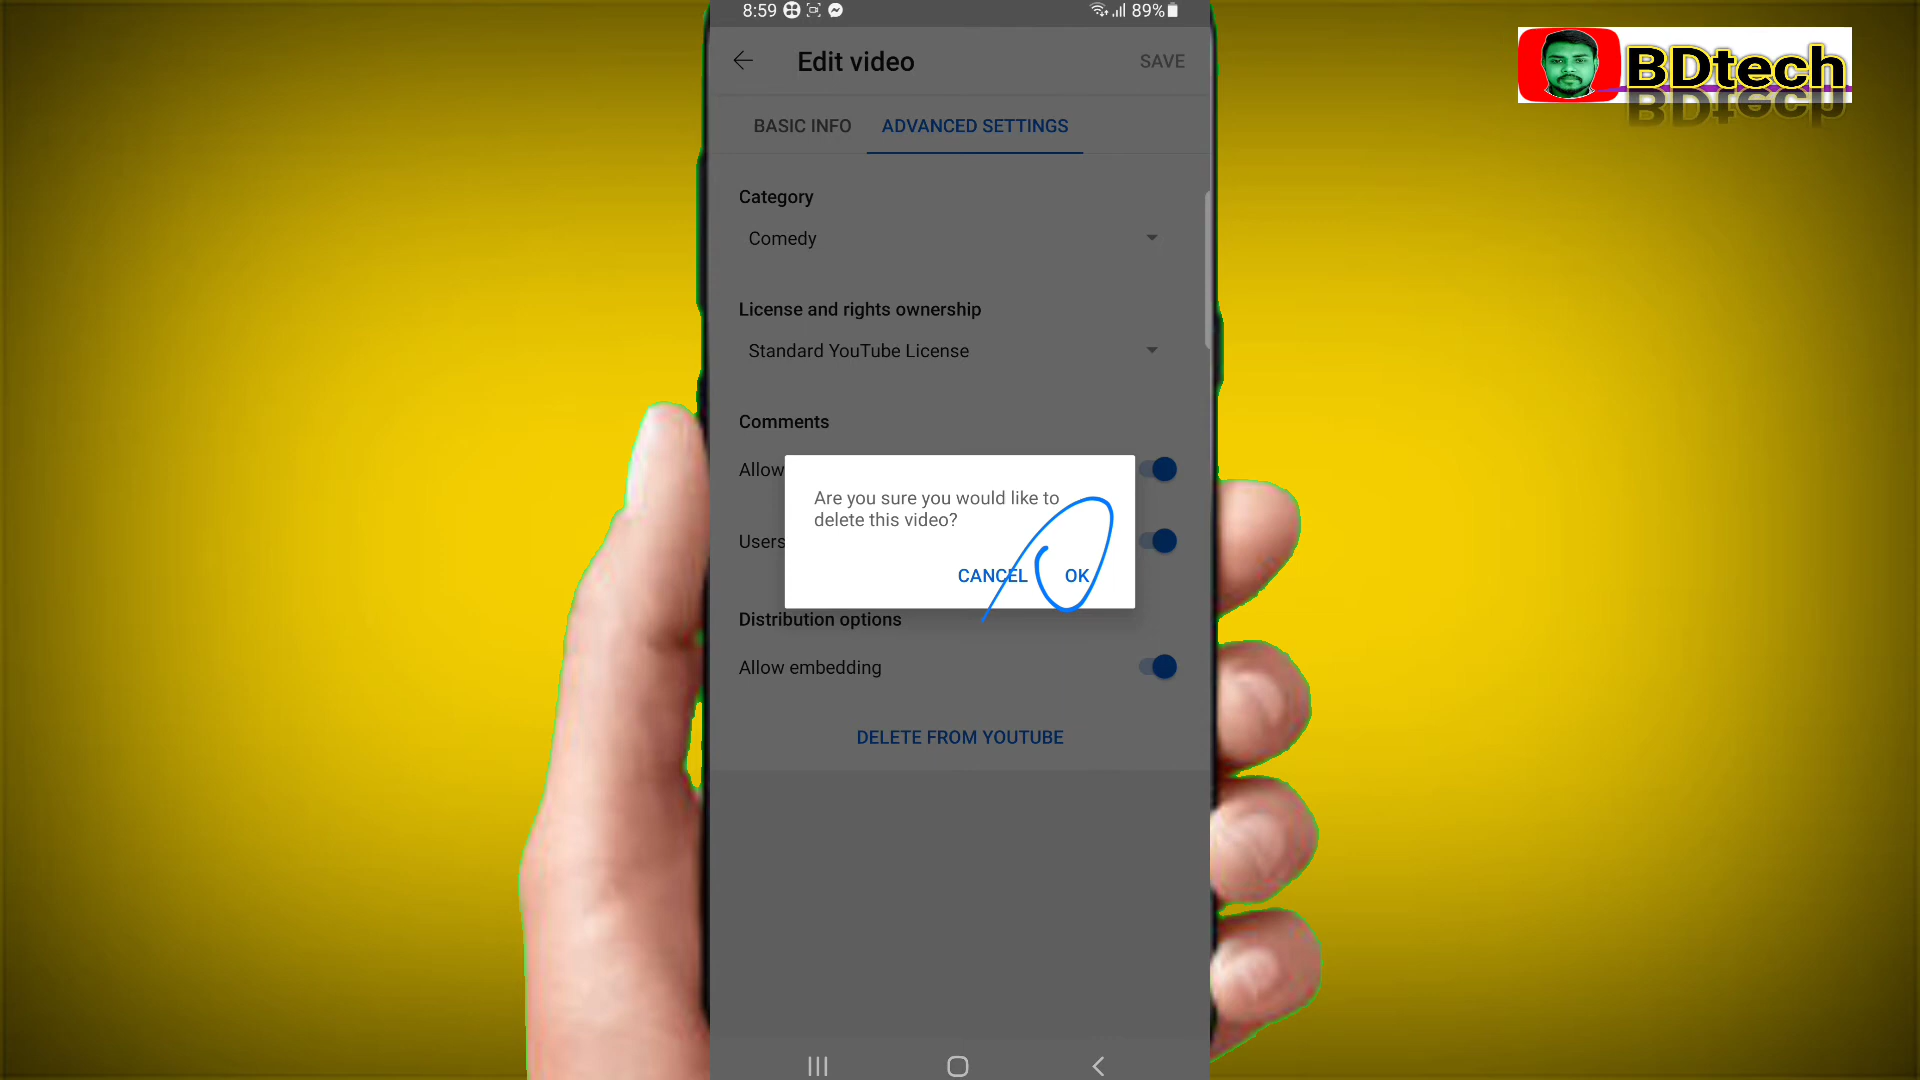 8:59
89%
Edit video
SAVE
BASIC INFO
ADVANCED SETTINGS
Category
Comedy
License and rights ownership
Standard YouTube License
Comments
Allow
Users
Are you sure you would like to
delete this video?
CANCEL
OK
Distribution options
Allow embedding
DELETE FROM YOUTUBE
BDtech